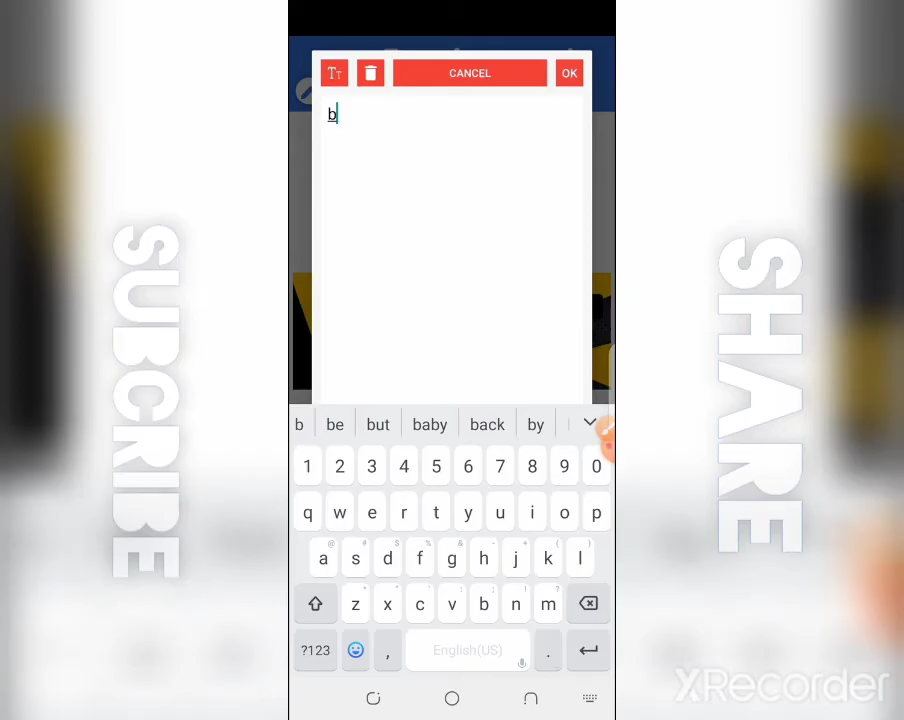 SUBCRIBE
SHARE
TT CANCEL OK
b
b be but baby back by
1 2 3 4 5 6 7 8 9 0
q w e r t y u i o p
@ # $ % & - + ( )
a s d f g h j k l
* " ' : ; ! ?
z x c v b n m
?123 , English(US) .
XRecorder